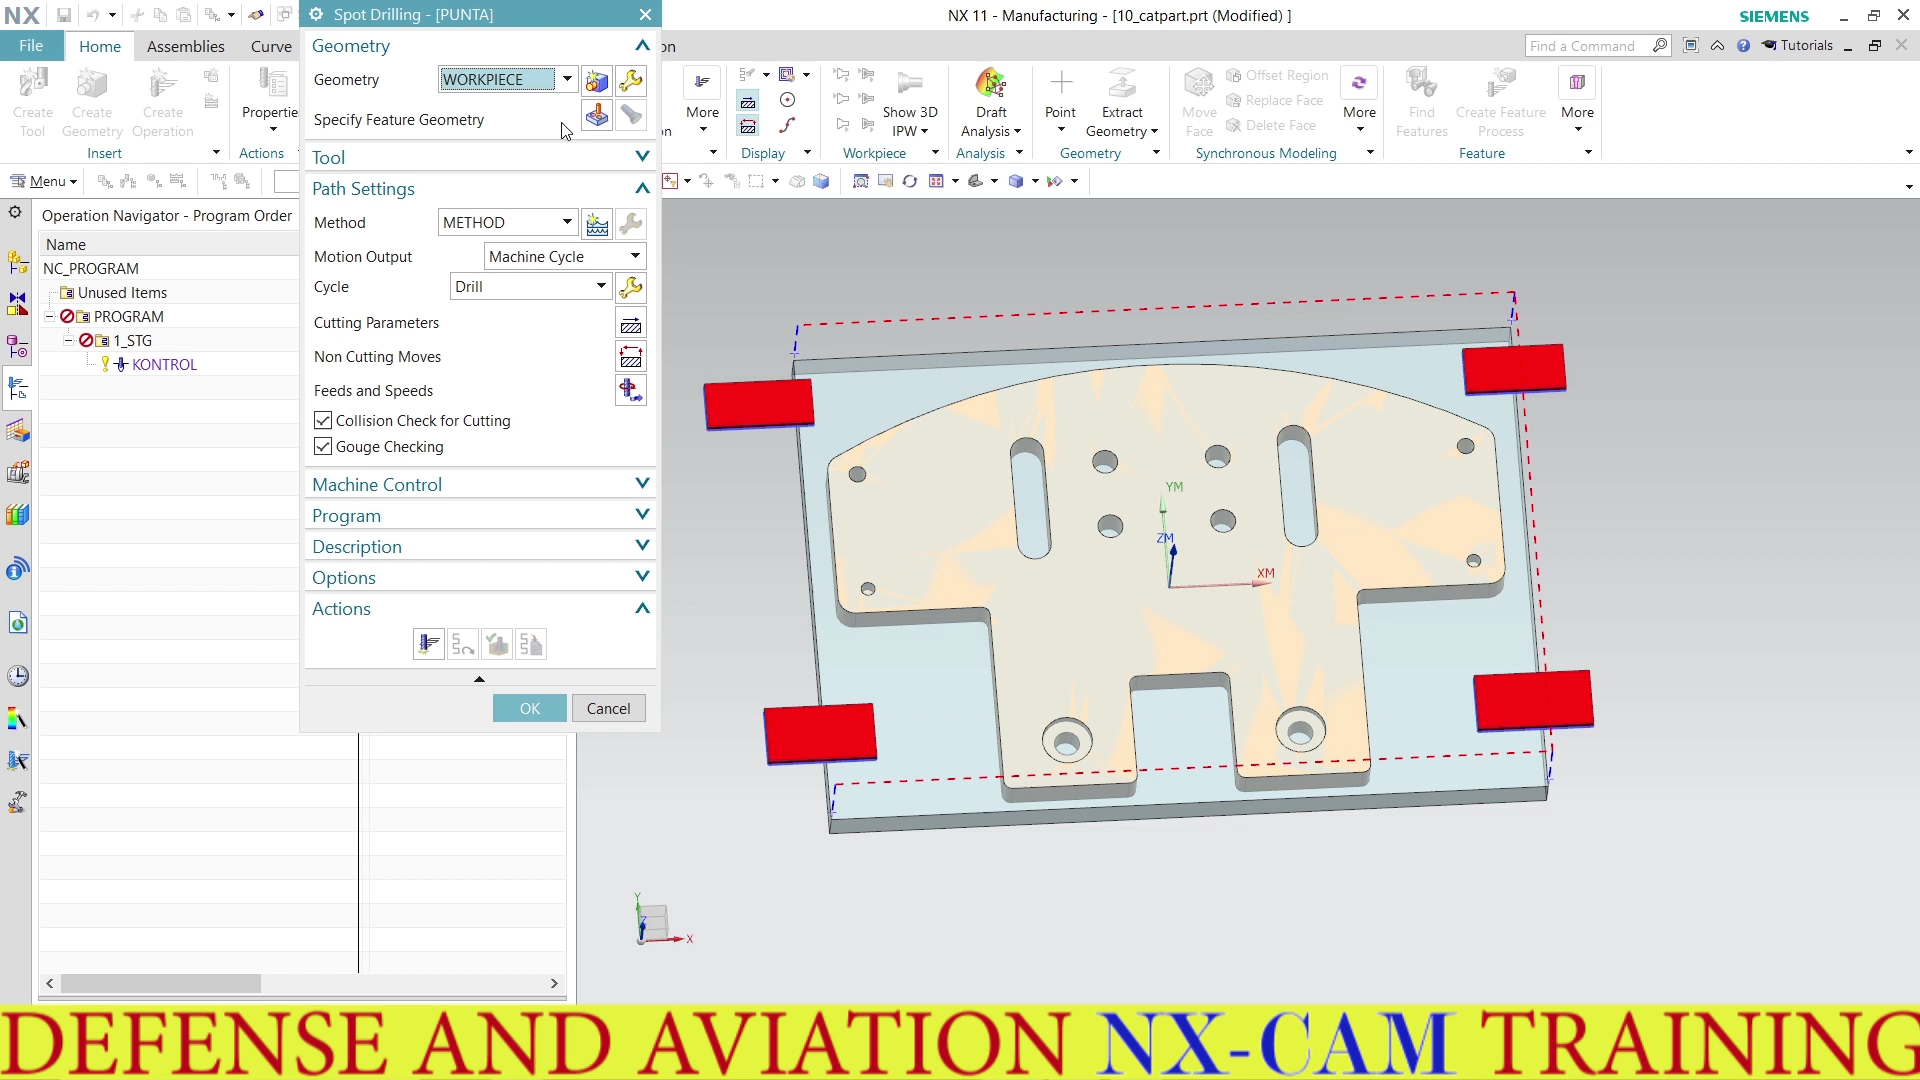 NX
Spot Drilling - [PUNTA]
NX 11 - Manufacturing - [10_catpart.prt (Modified) ]
SIEMENS
File
Home
Assemblies
Curve
on
Find a Command
Tutorials
Create Tool
Create Geometry
Create Operation
Insert
Propertie
Actions
More
Display
Show 3D IPW
Workpiece
Draft Analysis
Analysis
Point
Extract Geometry
Geometry
Move Face
Offset Region
Replace Face
Delete Face
More
Synchronous Modeling
Find Features
Create Feature Process
More
Feature
Menu
Geometry
Geometry
WORKPIECE
Specify Feature Geometry
Tool
Path Settings
Method
METHOD
Motion Output
Machine Cycle
Cycle
Drill
Cutting Parameters
Non Cutting Moves
Feeds and Speeds
Collision Check for Cutting
Gouge Checking
Machine Control
Program
Description
Options
Actions
OK
Cancel
Operation Navigator - Program Order
Name
NC_PROGRAM
Unused Items
PROGRAM
1_STG
KONTROL
YM
ZM
XM
Y
Z
X
DEFENSE AND AVIATION NX-CAM TRAINING